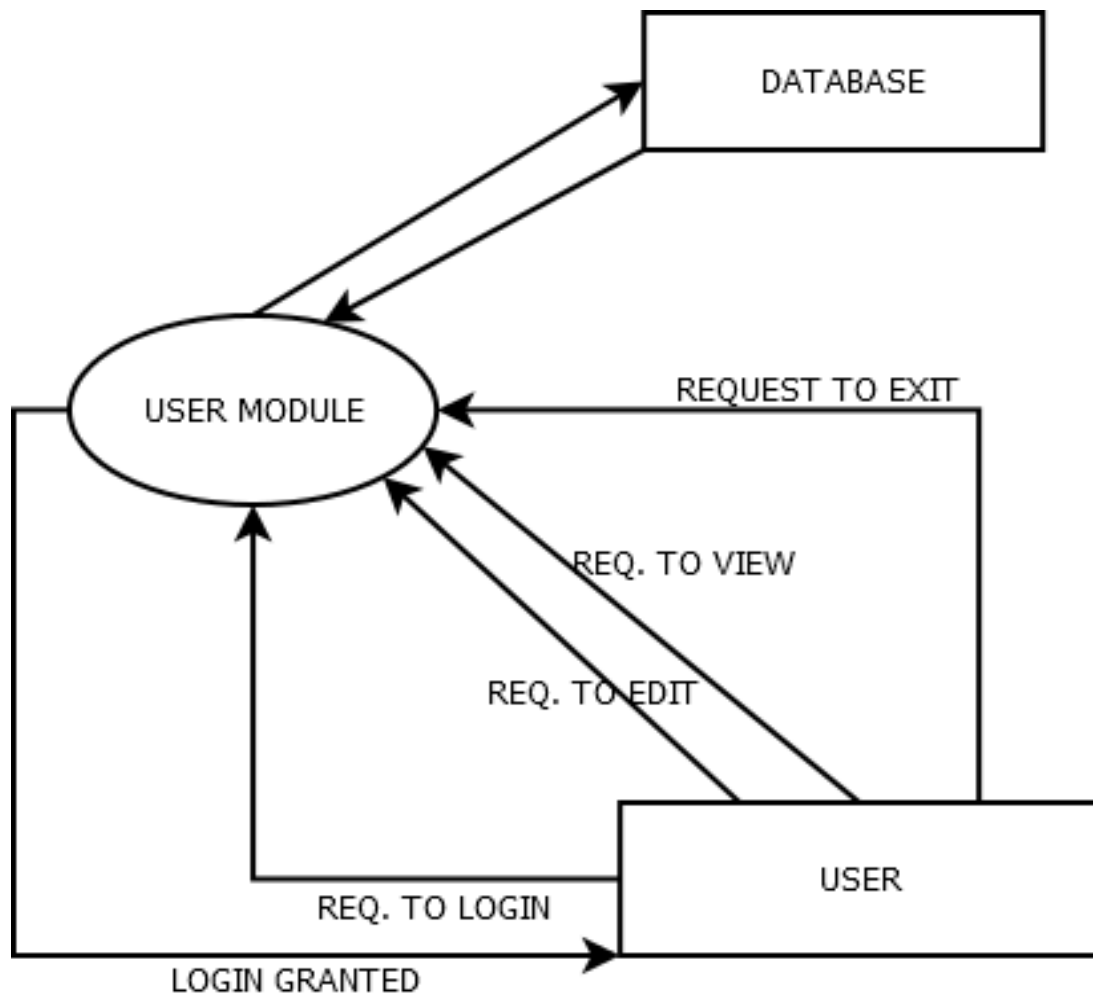 DATABASE
USER MODULE
REQUEST TO EXIT
REQ. TO VIEW
REQ. TO EDIT
USER
REQ. TO LOGIN
LOGIN GRANTED